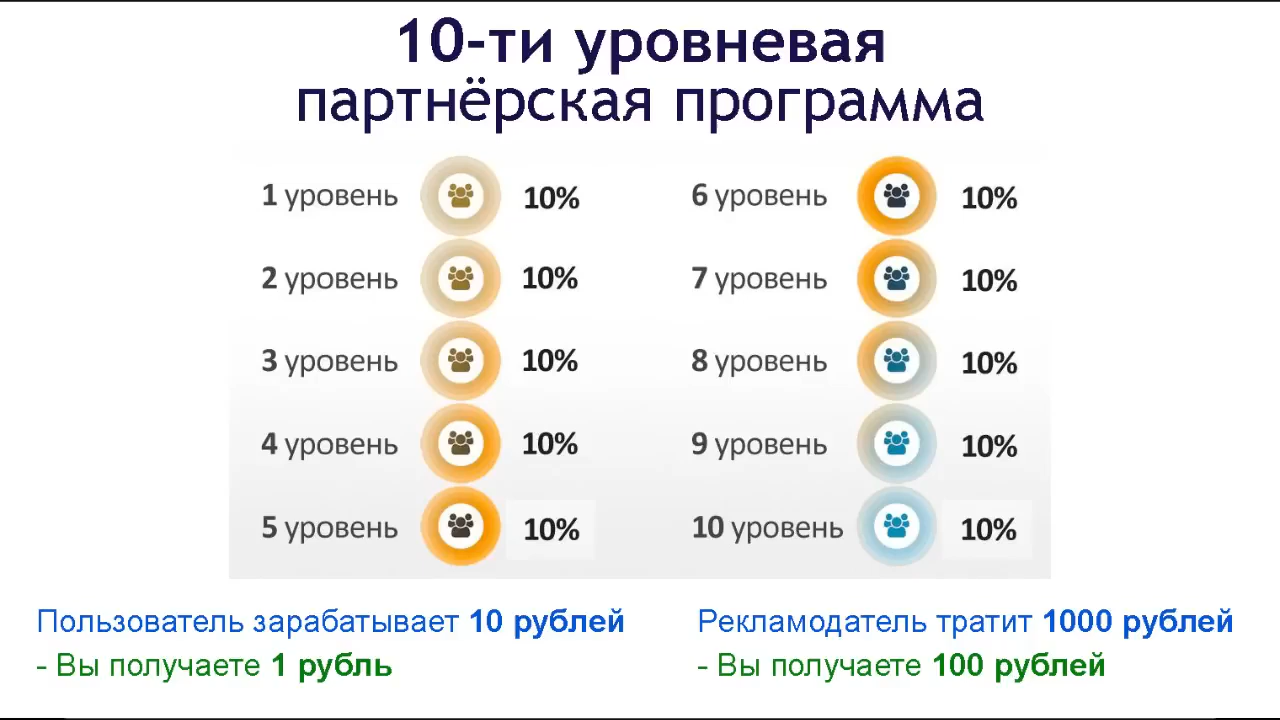 10-ти уровневая
партнёрская программа
1 уровень 10%
2 уровень 10%
3 уровень 10%
4 уровень 10%
5 уровень 10%
6 уровень 10%
7 уровень 10%
8 уровень 10%
9 уровень 10%
10 уровень 10%
Пользователь зарабатывает 10 рублей
- Вы получаете 1 рубль
Рекламодатель тратит 1000 рублей
- Вы получаете 100 рублей